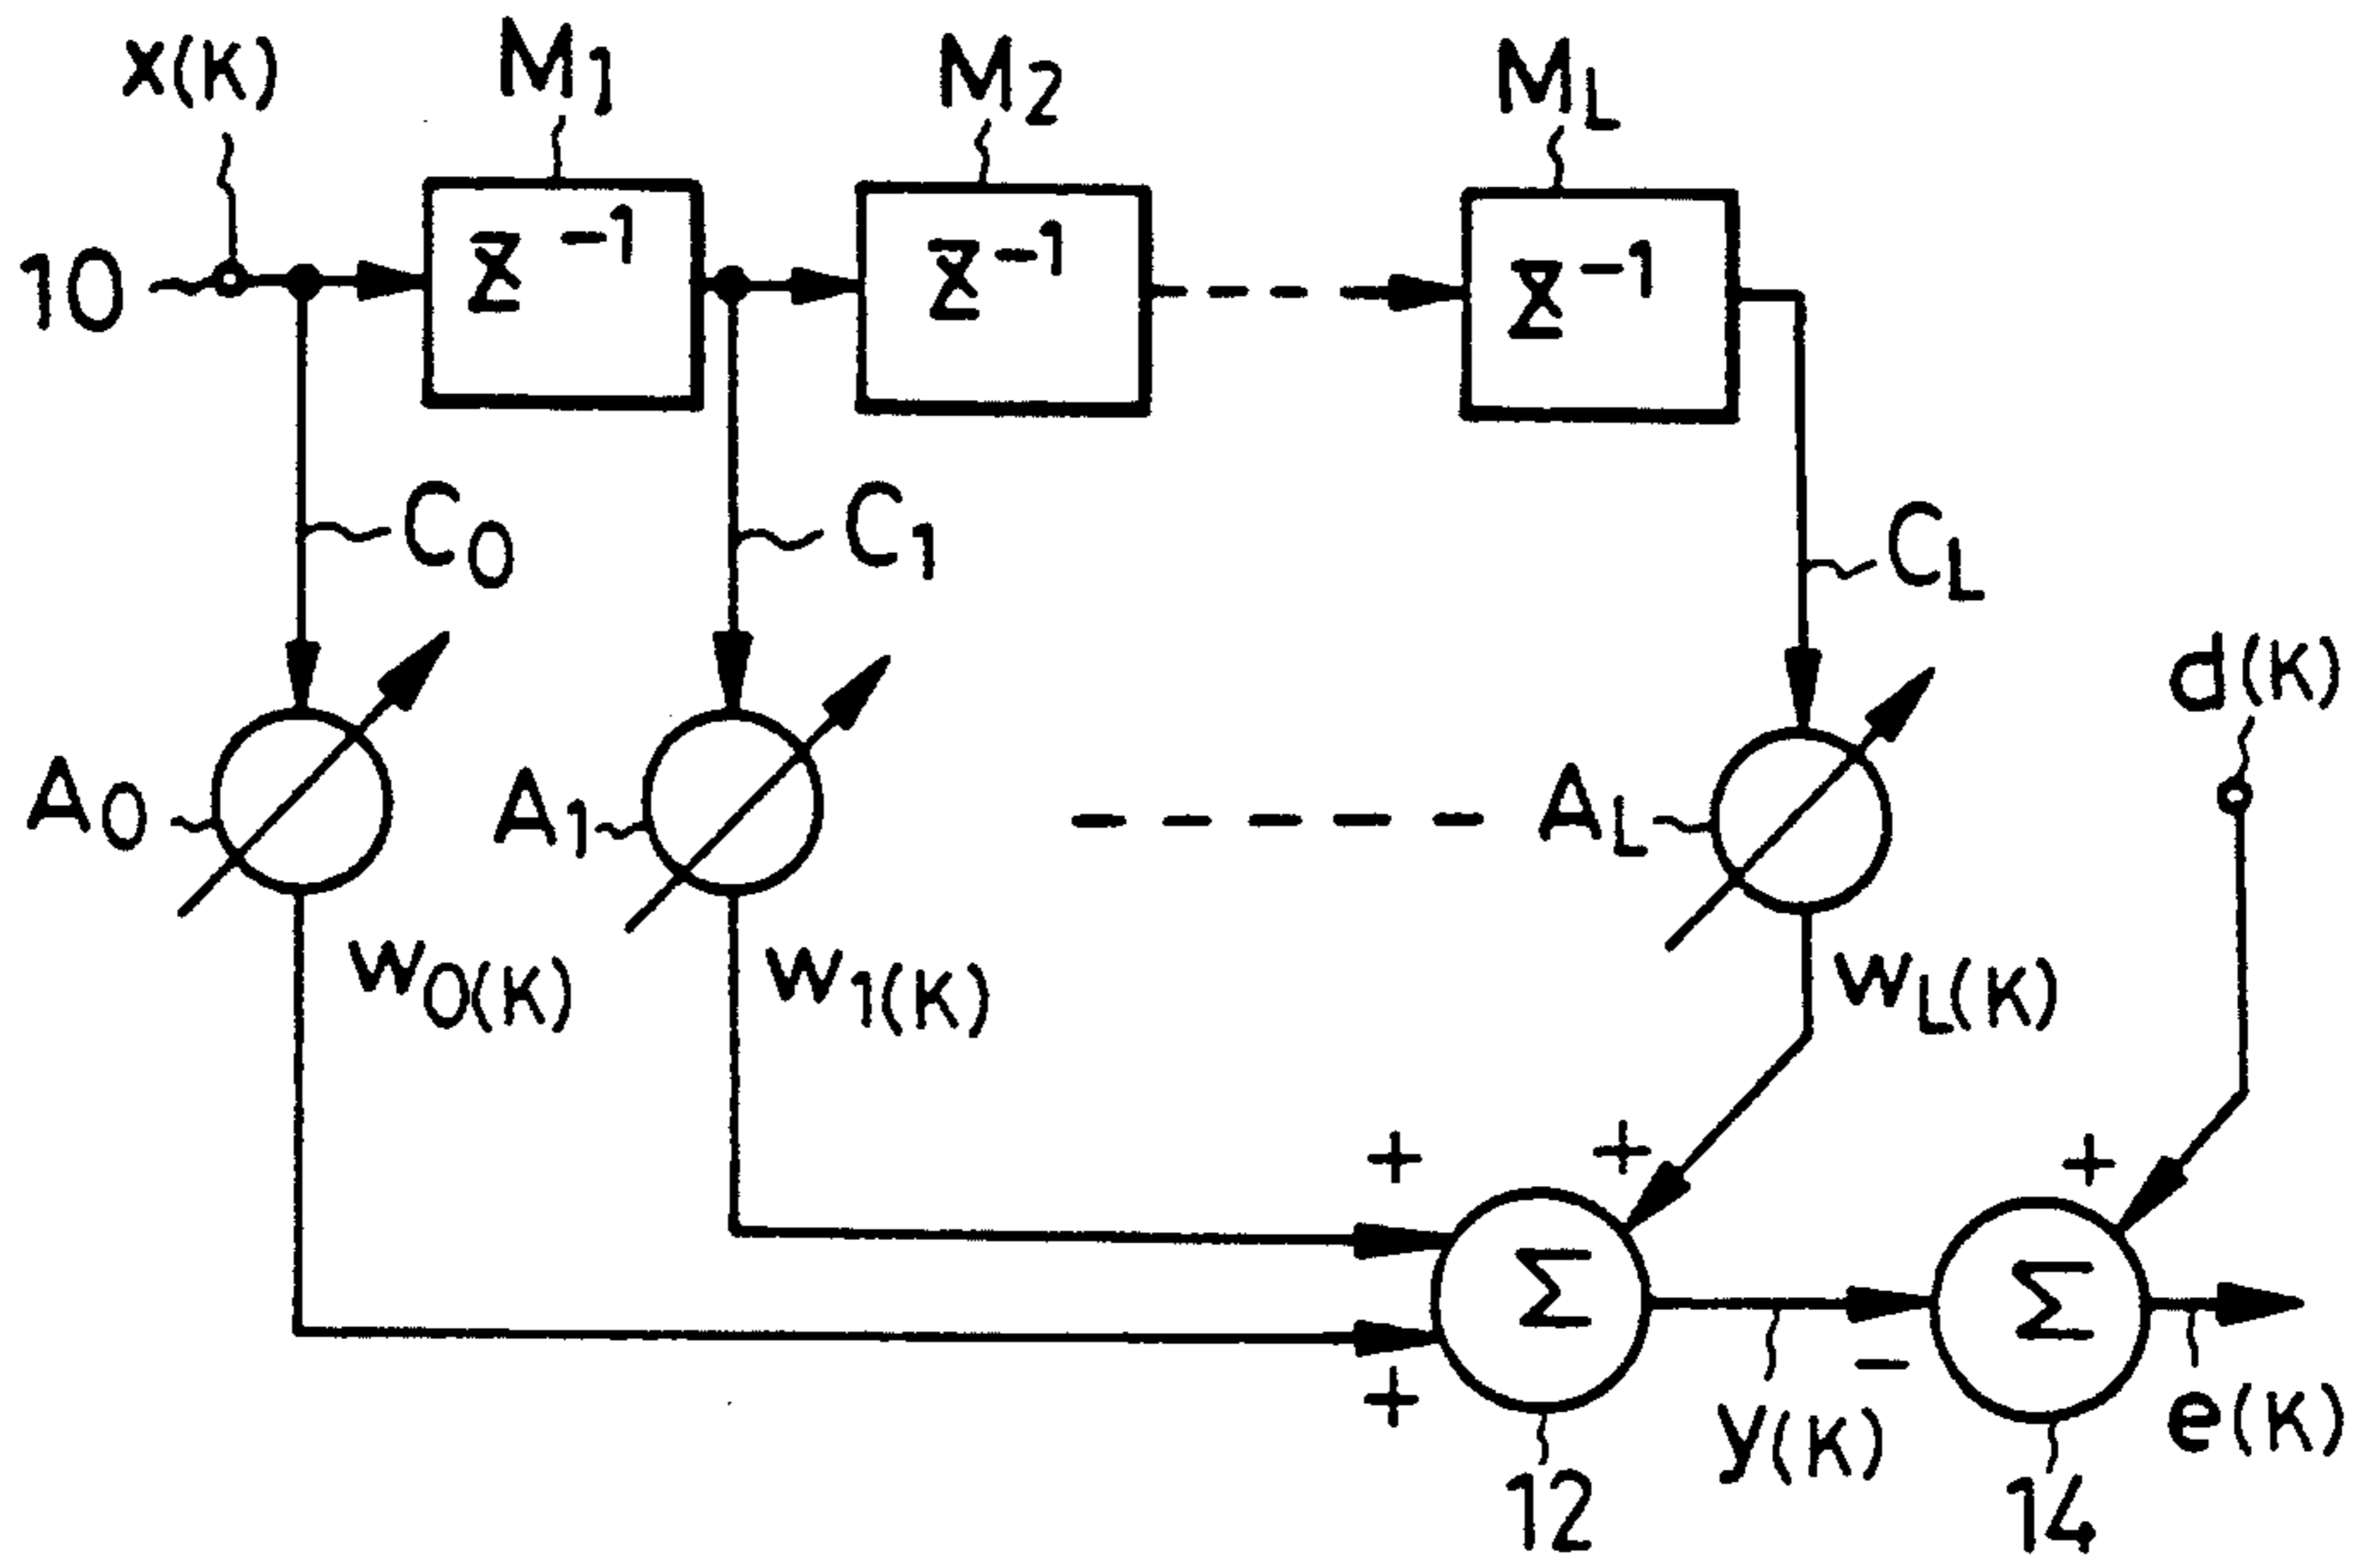 x(K)
M1
M2
ML
10
z⁻¹
z⁻¹
z⁻¹
C0
C1
CL
d(K)
A0
A1
AL
w0(K)
w1(K)
wL(K)
+
+
+
Σ
Σ
+
−
y(K)
e(K)
12
14